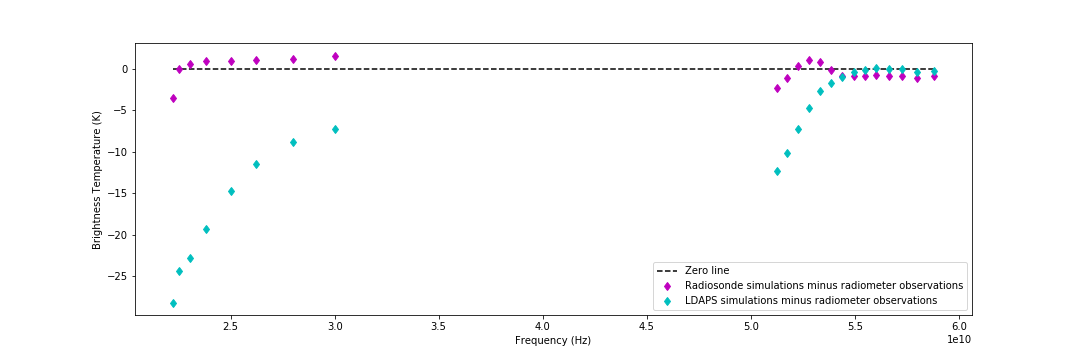 0
−5
−10
−15
−20
−25
Brightness Temperature (K)
Zero line
Radiosonde simulations minus radiometer observations
LDAPS simulations minus radiometer observations
2.5 3.0 3.5 4.0 4.5 5.0 5.5 6.0
1e10
Frequency (Hz)